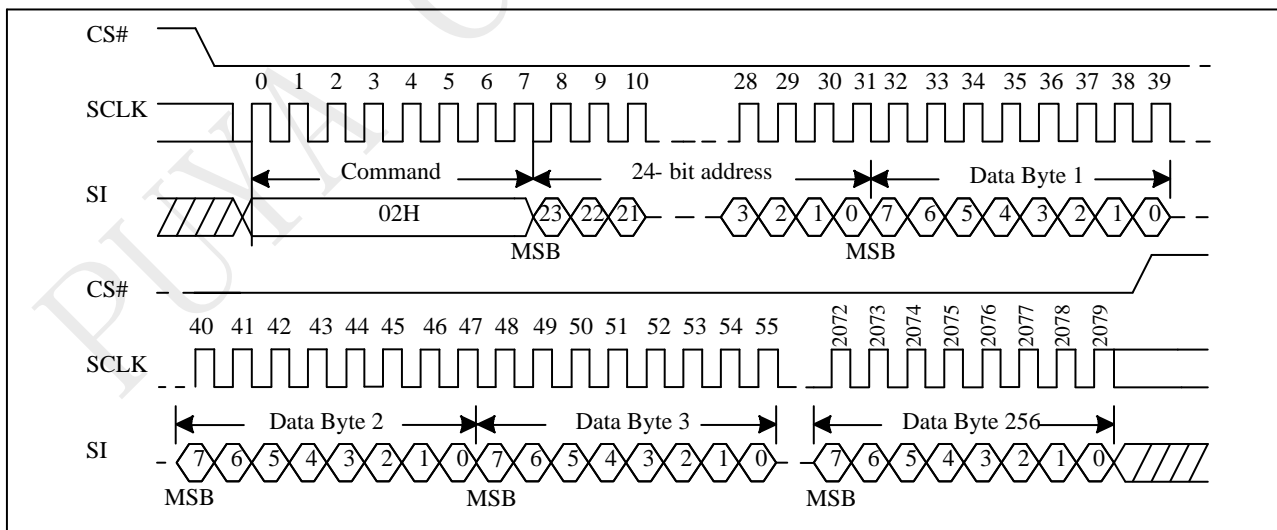 PUYA
CS#
0 1 2 3 4 5 6 7 8 9 10 28 29 30 31 32 33 34 35 36 37 38 39
SCLK
Command 24- bit address Data Byte 1
SI
02H 23 22 21 3 2 1 0 7 6 5 4 3 2 1 0
MSB MSB
CS#
40 41 42 43 44 45 46 47 48 49 50 51 52 53 54 55 2072 2073 2074 2075 2076 2077 2078 2079
SCLK
Data Byte 2 Data Byte 3 Data Byte 256
SI
7 6 5 4 3 2 1 0 7 6 5 4 3 2 1 0 7 6 5 4 3 2 1 0
MSB MSB MSB